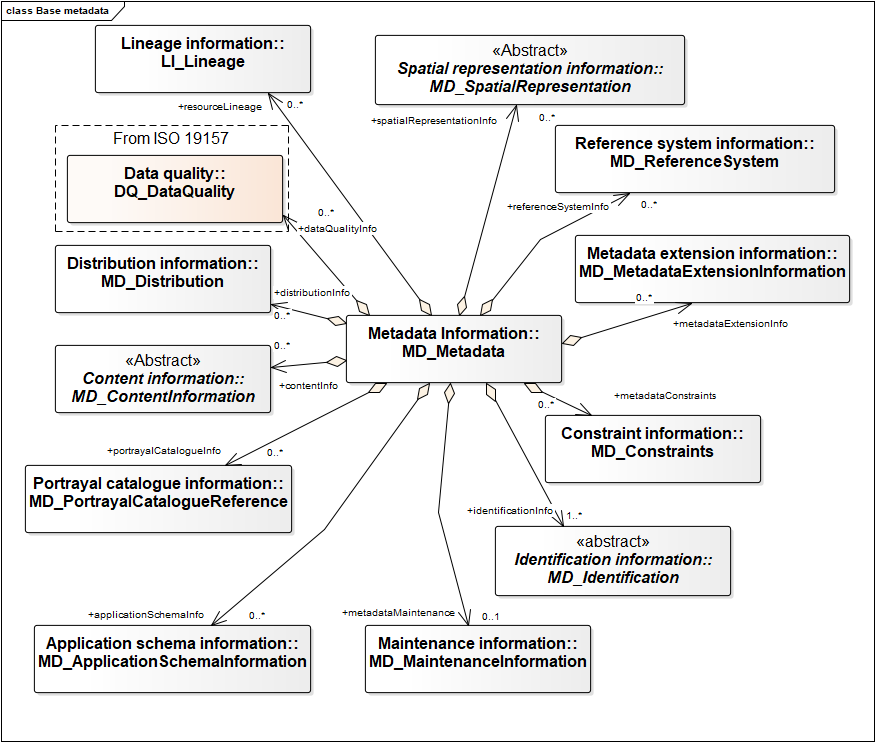 class Base metadata
Lineage information::
LI_Lineage
«Abstract»
Spatial representation information::
MD_SpatialRepresentation
+resourceLineage
0..*
+spatialRepresentationInfo
0..*
From ISO 19157
Data quality::
DQ_DataQuality
Reference system information::
MD_ReferenceSystem
0..*
+dataQualityInfo
+referenceSystemInfo
0..*
Distribution information::
MD_Distribution
Metadata extension information::
MD_MetadataExtensionInformation
+distributionInfo
0..*
0..*
+metadataExtensionInfo
Metadata Information::
MD_Metadata
0..*
«Abstract»
Content information::
MD_ContentInformation
+contentInfo
+metadataConstraints
0..*
Constraint information::
MD_Constraints
+portrayalCatalogueInfo
0..*
Portrayal catalogue information::
MD_PortrayalCatalogueReference
+identificationInfo
1..*
«abstract»
Identification information::
MD_Identification
+applicationSchemaInfo
0..*
+metadataMaintenance
0..1
Application schema information::
MD_ApplicationSchemaInformation
Maintenance information::
MD_MaintenanceInformation